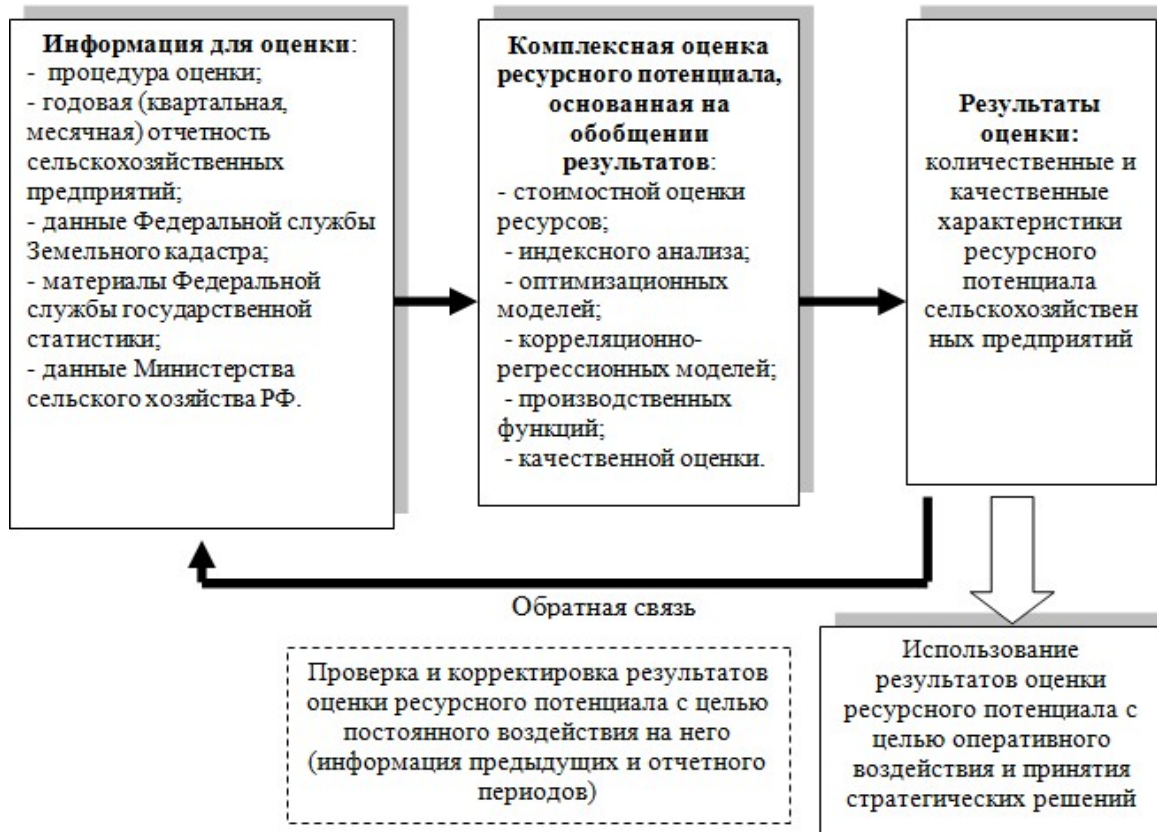 Информация для оценки:
- процедура оценки;
- годовая (квартальная,
месячная) отчетность
сельскохозяйственных
предприятий;
- данные Федеральной службы
Земельного кадастра;
- материалы Федеральной
службы государственной
статистики;
- данные Министерства
сельского хозяйства РФ.
Комплексная оценка
ресурсного потенциала,
основанная на
обобщении
результатов:
- стоимостной оценки
ресурсов;
- индексного анализа;
- оптимизационных
моделей;
- корреляционно-
регрессионных моделей;
- производственных
функций;
- качественной оценки.
Результаты
оценки:
количественные и
качественные
характеристики
ресурсного
потенциала
сельскохозяйствен
ных предприятий
Обратная связь
Проверка и корректировка результатов
оценки ресурсного потенциала с целью
постоянного воздействия на него
(информация предыдущих и отчетного
периодов)
Использование
результатов оценки
ресурсного потенциала с
целью оперативного
воздействия и принятия
стратегических решений